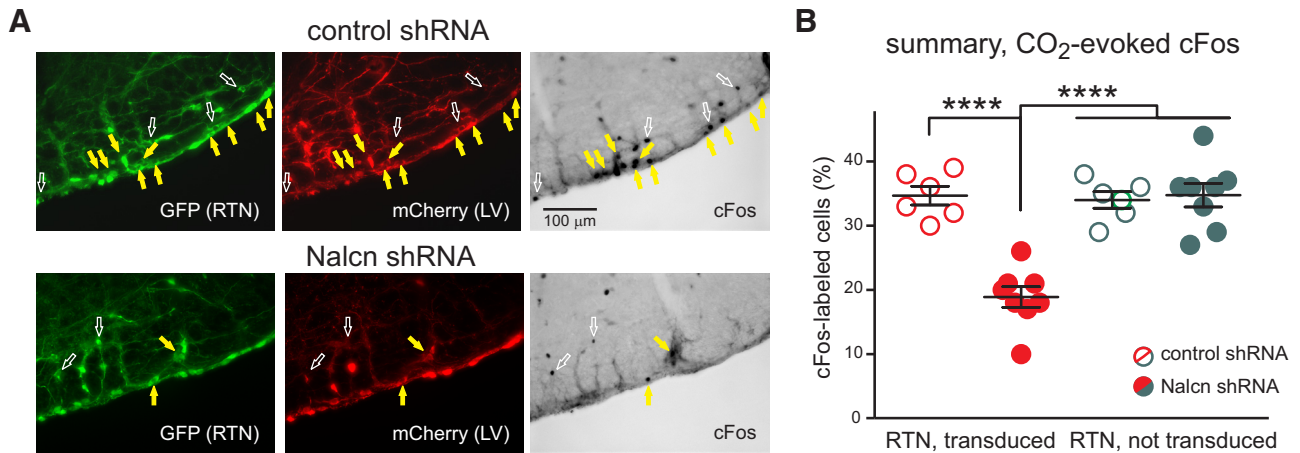 A
control shRNA
GFP (RTN)
mCherry (LV)
100 µm
cFos
Nalcn shRNA
GFP (RTN)
mCherry (LV)
cFos
B
summary, CO₂-evoked cFos
****
****
cFos-labeled cells (%)
40
30
20
10
0
control shRNA
Nalcn shRNA
RTN, transduced
RTN, not transduced